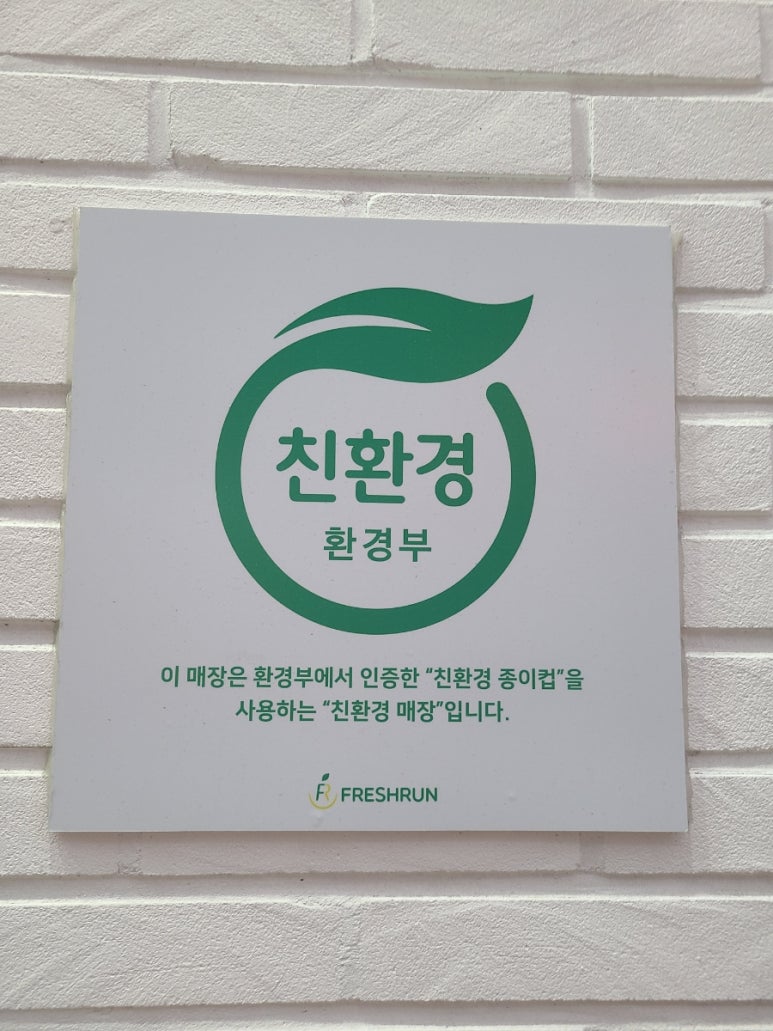 친환경
환경부
이 매장은 환경부에서 인증한 “친환경 종이컵”을
사용하는 “친환경 매장”입니다.
FR FRESHRUN